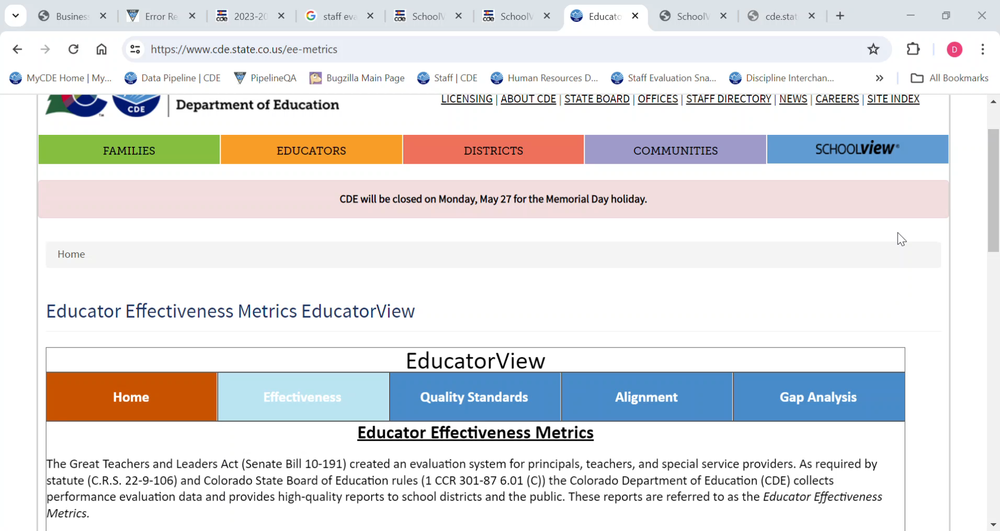 Business
Error Re
2023-20
staff eva
SchoolV
SchoolV
Educato
SchoolV
cde.stat
https://www.cde.state.co.us/ee-metrics
D
MyCDE Home | My...
Data Pipeline | CDE
PipelineQA
Bugzilla Main Page
Staff | CDE
Human Resources D...
Staff Evaluation Sna...
Discipline Interchan...
All Bookmarks
CDE
Department of Education
LICENSING | ABOUT CDE | STATE BOARD | OFFICES | STAFF DIRECTORY | NEWS | CAREERS | SITE INDEX
FAMILIES
EDUCATORS
DISTRICTS
COMMUNITIES
SCHOOLview®
CDE will be closed on Monday, May 27 for the Memorial Day holiday.
Home
Educator Effectiveness Metrics EducatorView
EducatorView
Home
Effectiveness
Quality Standards
Alignment
Gap Analysis
Educator Effectiveness Metrics
The Great Teachers and Leaders Act (Senate Bill 10-191) created an evaluation system for principals, teachers, and special service providers. As required by
statute (C.R.S. 22-9-106) and Colorado State Board of Education rules (1 CCR 301-87 6.01 (C)) the Colorado Department of Education (CDE) collects
performance evaluation data and provides high-quality reports to school districts and the public. These reports are referred to as the Educator Effectiveness
Metrics.